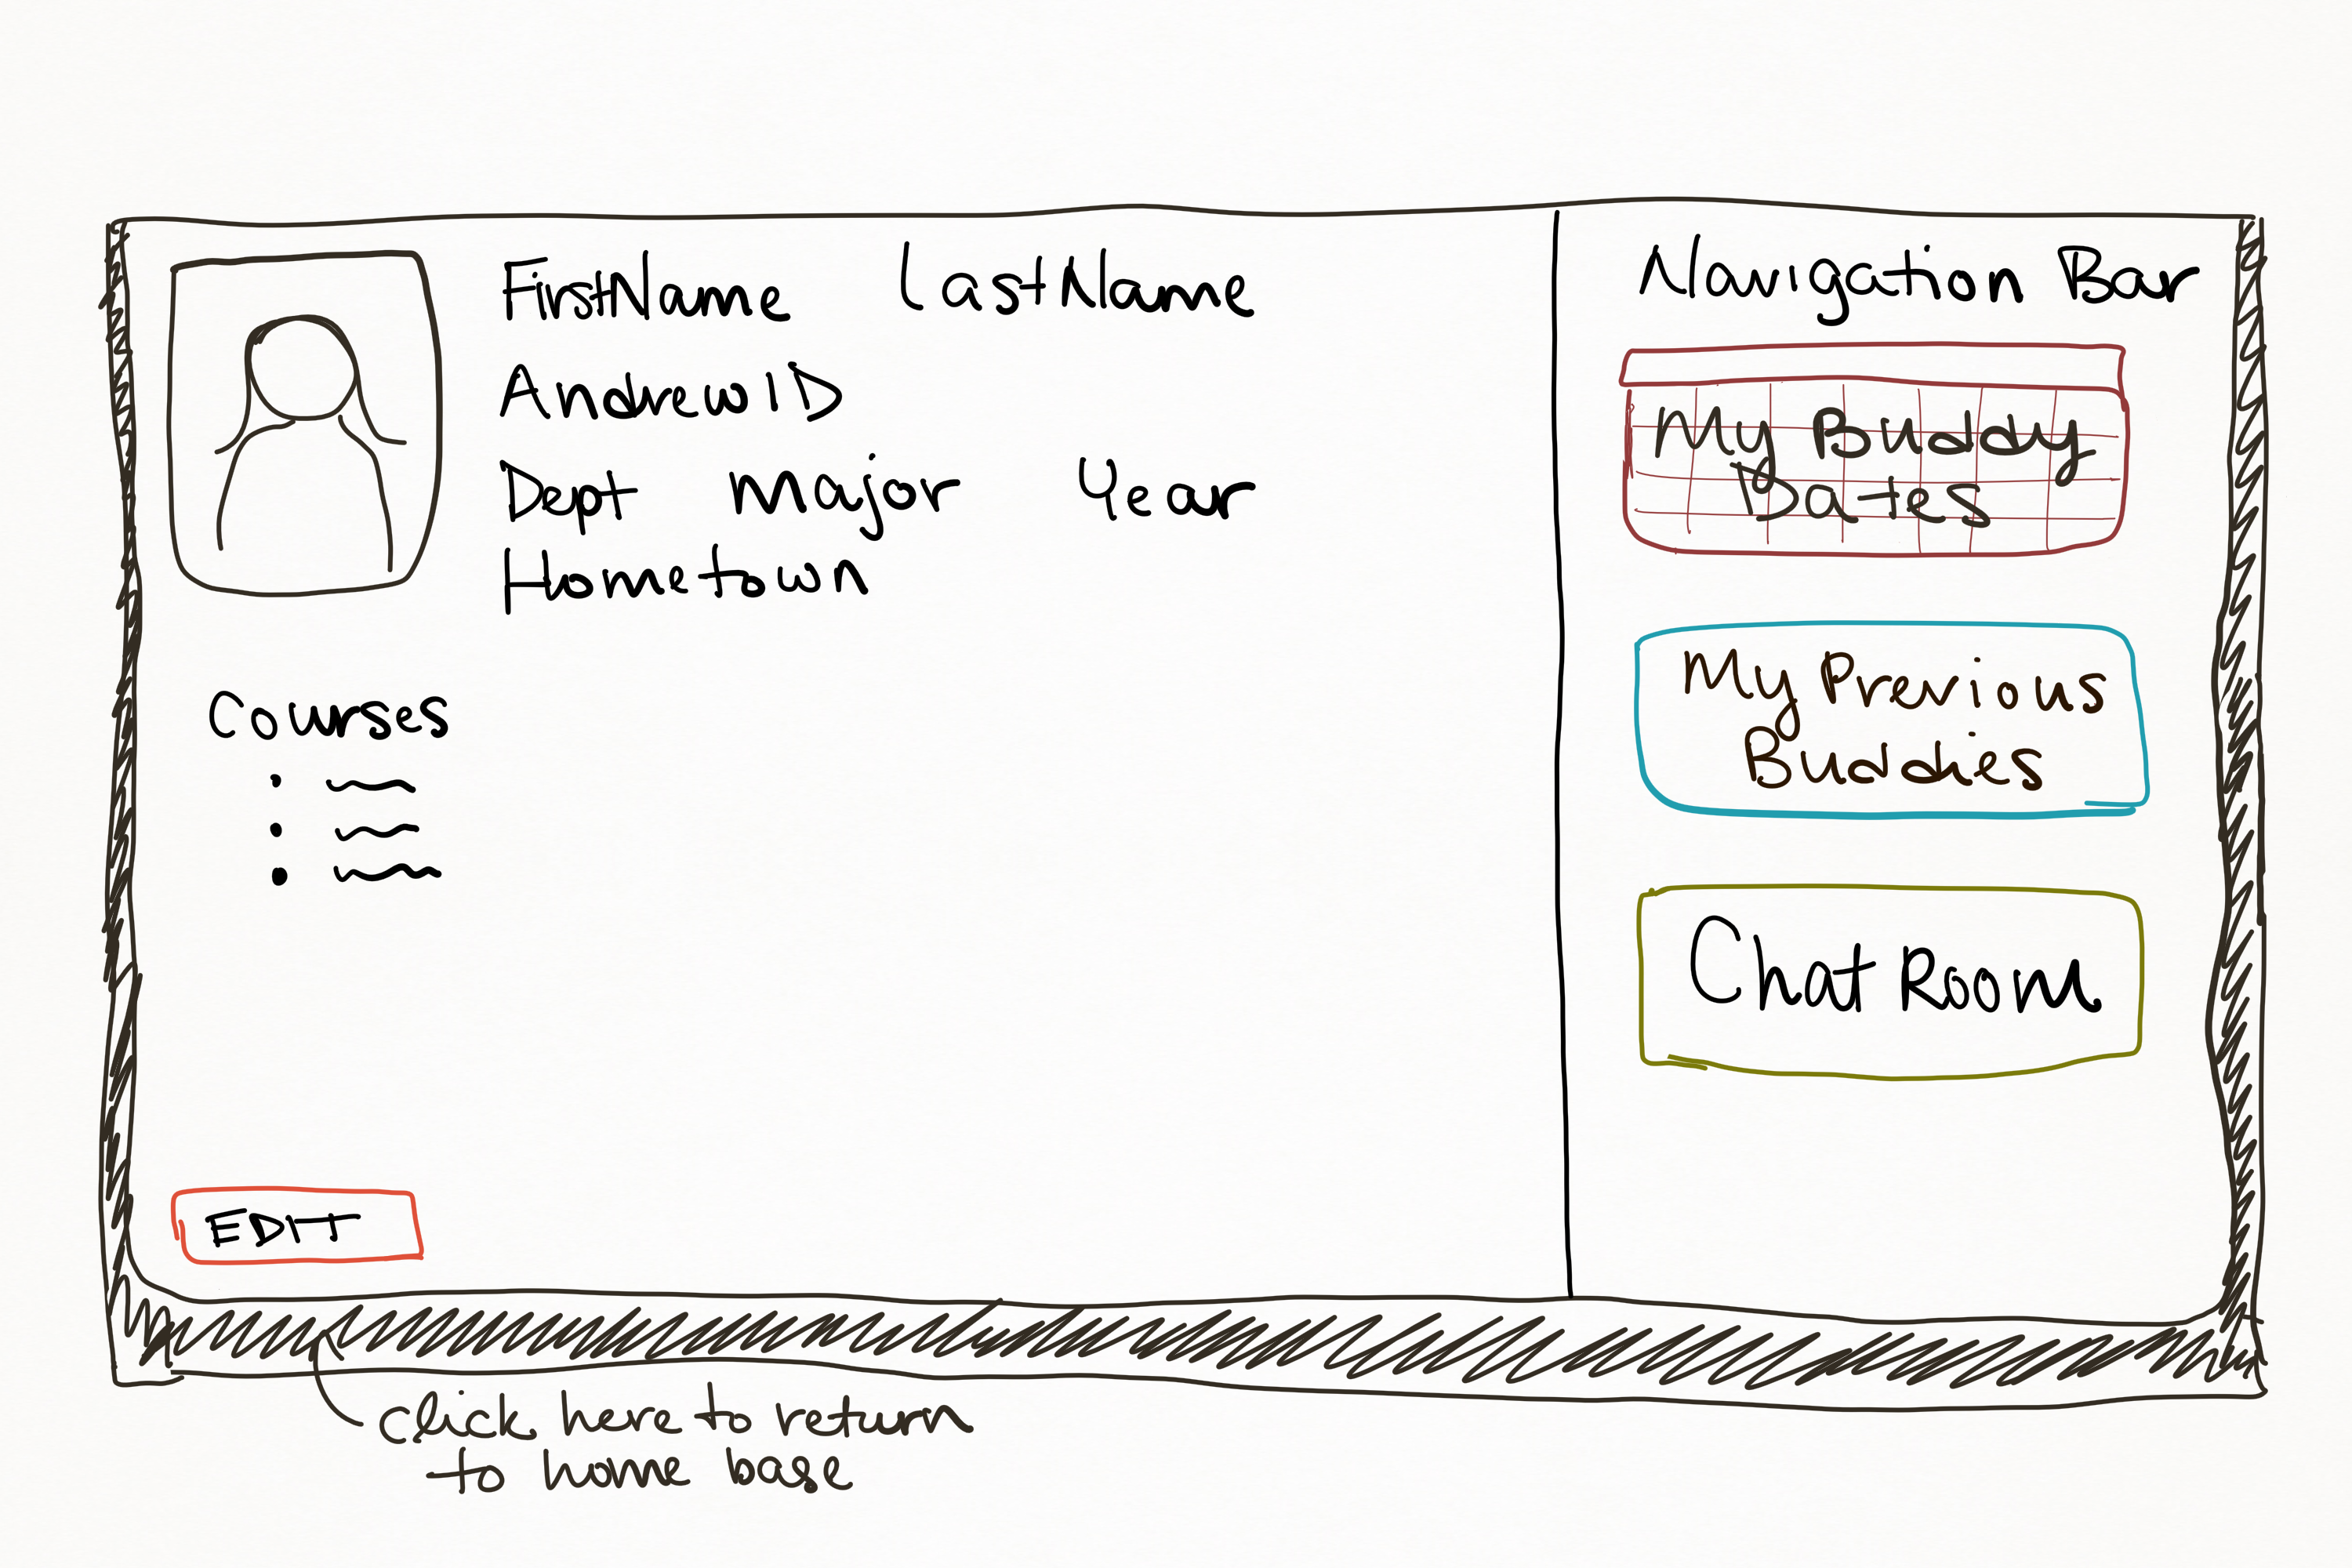 FirstName LastName
AndrewID
Dept Major Year
Hometown
Courses
EDIT
Navigation Bar
My Buddy
Dates
My Previous
Buddies
Chat Room
click here to return
to home base